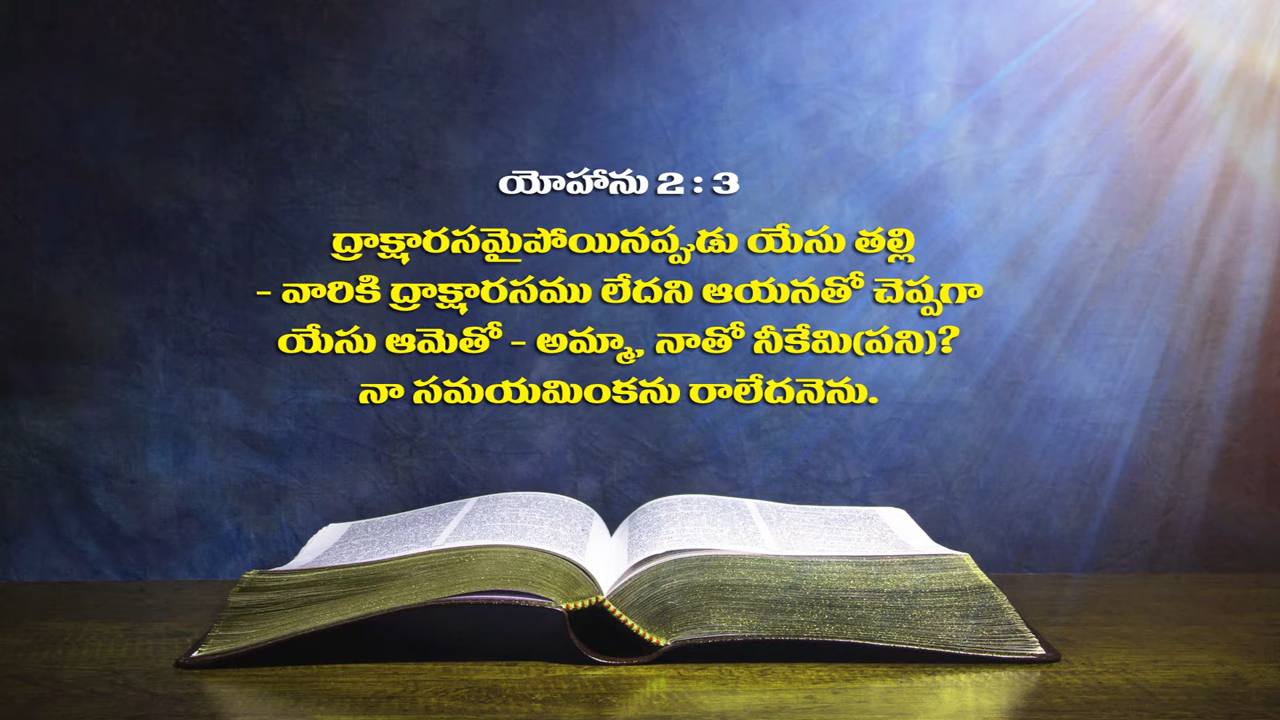 యోహాను 2 : 3
ద్రాక్షారసమైపోయినప్పుడు యేసు తల్లి
- వారికి ద్రాక్షారసము లేదని ఆయనతో చెప్పగా
యేసు ఆమెతో - అమ్మా, నాతో నీకేమి(పని)?
నా సమయమింకను రాలేదనెను.